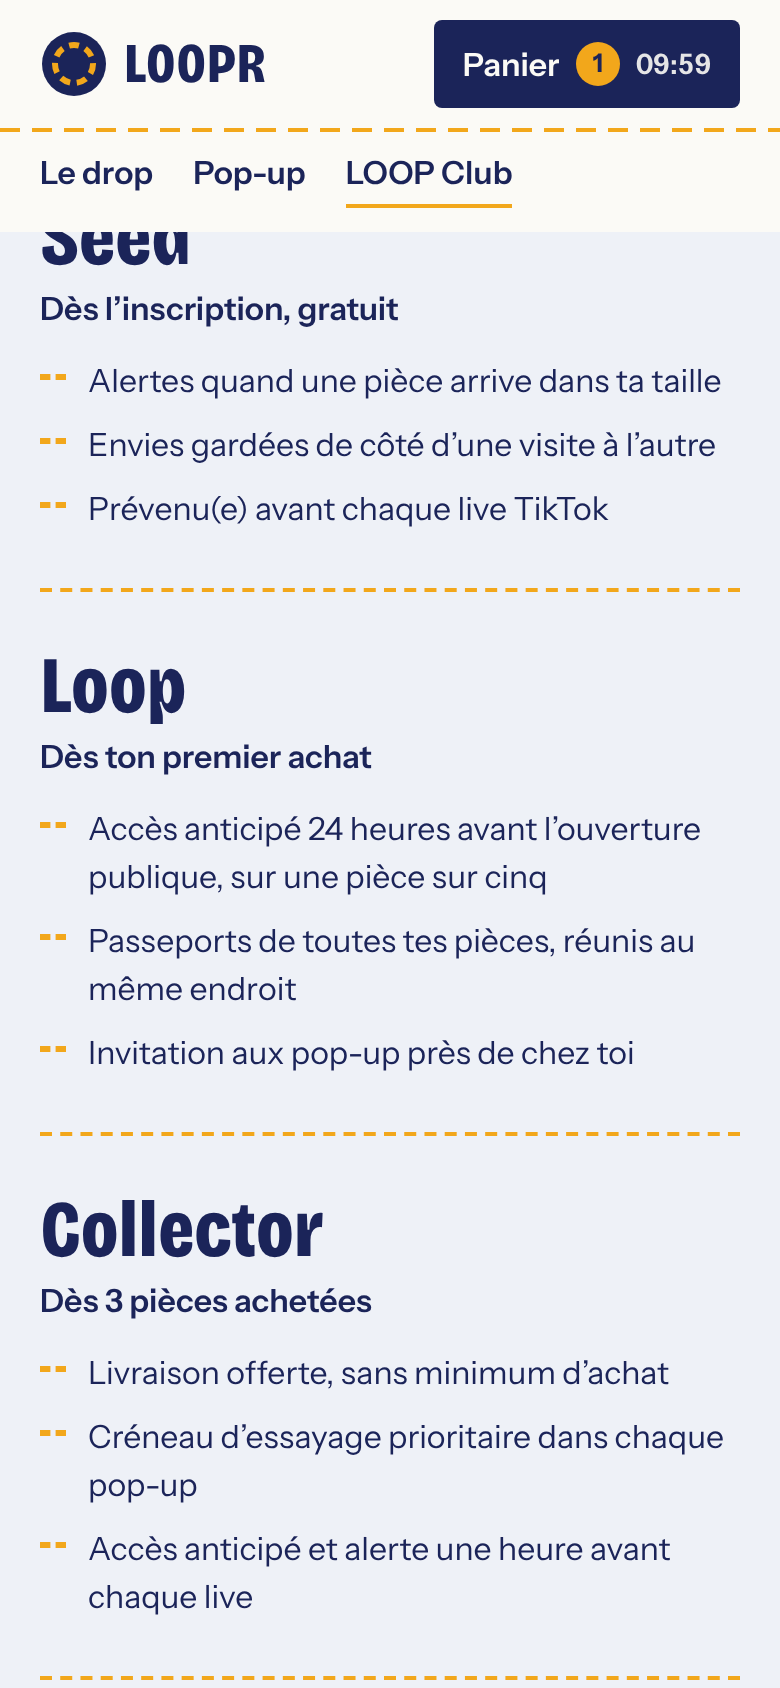 LOOPR
Panier 1 09:59
Le drop Pop-up LOOP Club
Seed
Dès l’inscription, gratuit
Alertes quand une pièce arrive dans ta taille
Envies gardées de côté d’une visite à l’autre
Prévenu(e) avant chaque live TikTok
Loop
Dès ton premier achat
Accès anticipé 24 heures avant l’ouverture
publique, sur une pièce sur cinq
Passeports de toutes tes pièces, réunis au
même endroit
Invitation aux pop-up près de chez toi
Collector
Dès 3 pièces achetées
Livraison offerte, sans minimum d’achat
Créneau d’essayage prioritaire dans chaque
pop-up
Accès anticipé et alerte une heure avant
chaque live